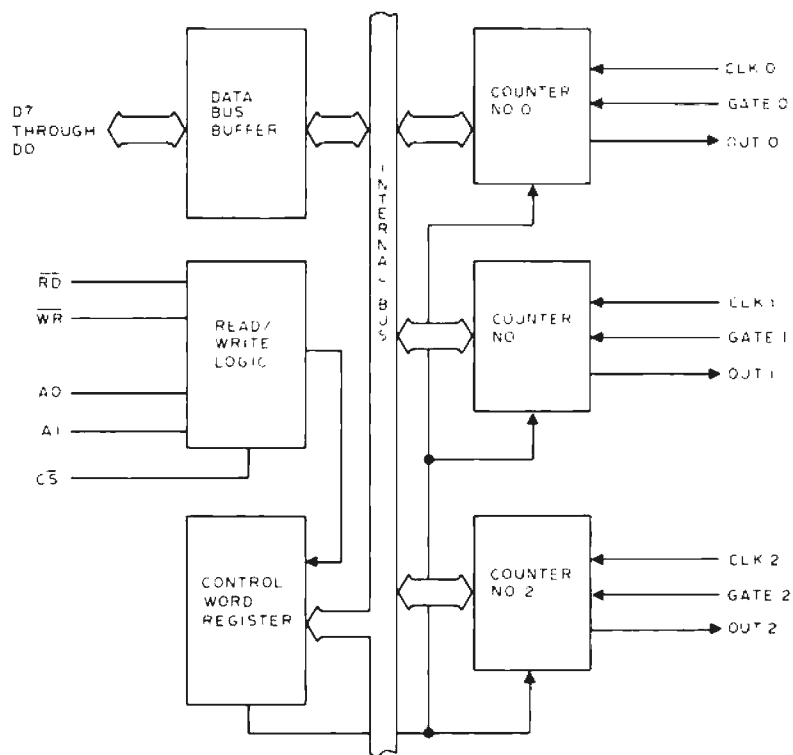 D7
THROUGH
D0
DATA
BUS
BUFFER
INTERNAL BUS
COUNTER
NO 0
CLK 0
GATE 0
OUT 0
RD
WR
A0
A1
CS
READ/
WRITE
LOGIC
COUNTER
NO
CLK 1
GATE 1
OUT 1
CONTROL
WORD
REGISTER
COUNTER
NO 2
CLK 2
GATE 2
OUT 2